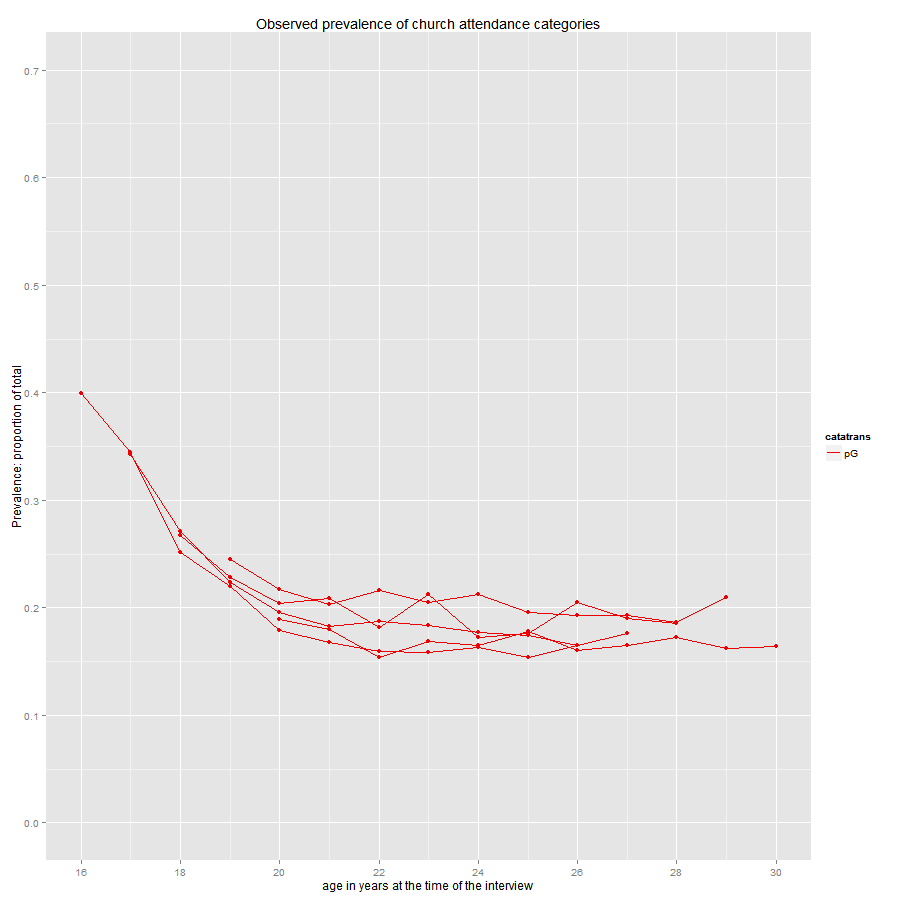 Observed prevalence of church attendance categories
Prevalence: proportion of total
0.7
0.6
0.5
0.4
0.3
0.2
0.1
0.0
16 18 20 22 24 26 28 30
age in years at the time of the interview
catatrans
pG